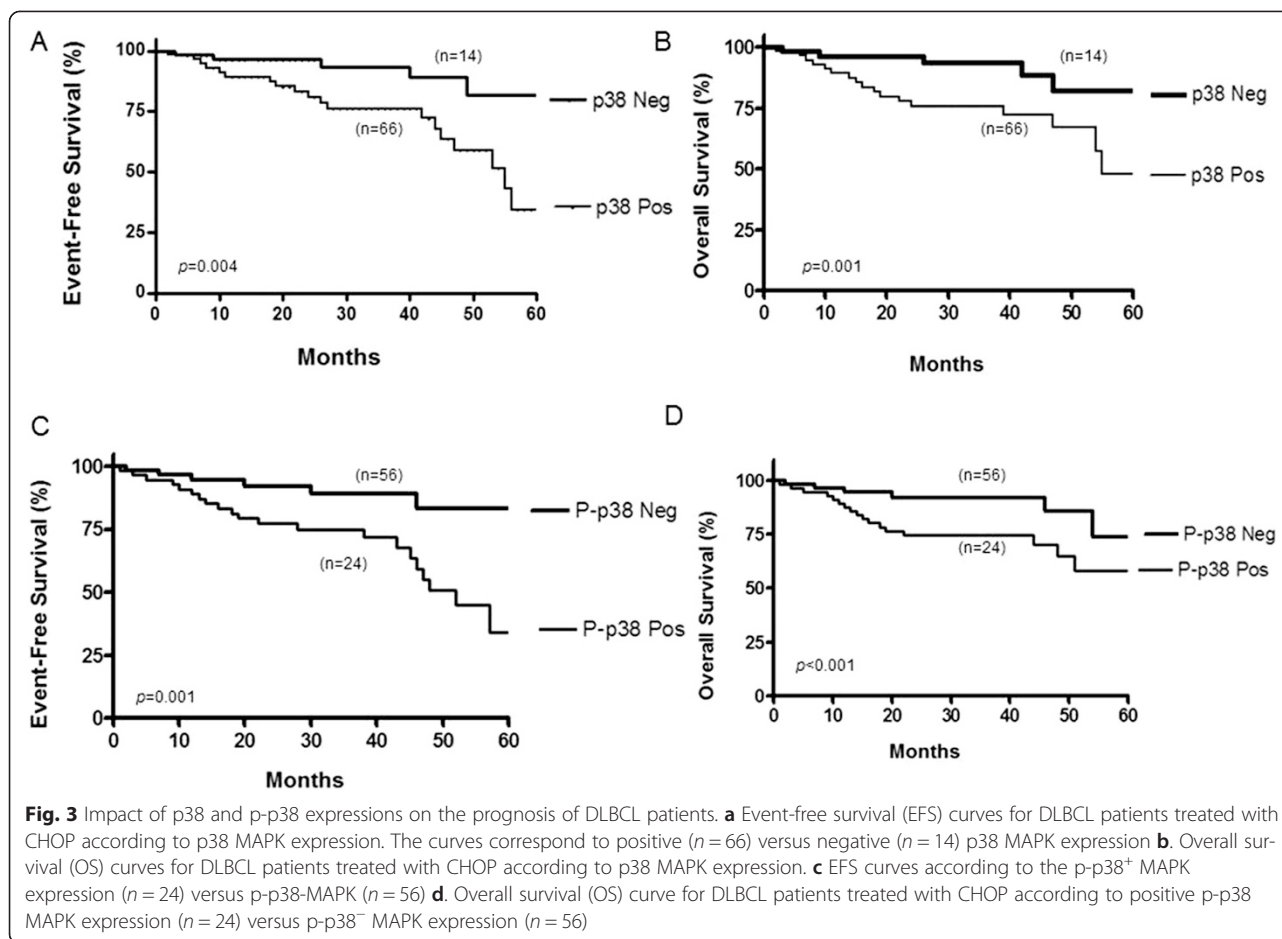 A
Event-Free Survival (%)
100
75
50
25
0
(n=14)
p38 Neg
(n=66)
p38 Pos
p=0.004
0 10 20 30 40 50 60
Months
B
Overall Survival (%)
100
75
50
25
0
(n=14)
p38 Neg
(n=66)
p38 Pos
p=0.001
0 10 20 30 40 50 60
Months
C
Event-Free Survival (%)
100
75
50
25
0
(n=56)
P-p38 Neg
(n=24)
P-p38 Pos
p=0.001
0 10 20 30 40 50 60
Months
D
Overall Survival (%)
100
75
50
25
0
(n=56)
P-p38 Neg
(n=24)
P-p38 Pos
p<0.001
0 10 20 30 40 50 60
Months
Fig. 3 Impact of p38 and p-p38 expressions on the prognosis of DLBCL patients. a Event-free survival (EFS) curves for DLBCL patients treated with
CHOP according to p38 MAPK expression. The curves correspond to positive (n = 66) versus negative (n = 14) p38 MAPK expression b. Overall sur-
vival (OS) curves for DLBCL patients treated with CHOP according to p38 MAPK expression. c EFS curves according to the p-p38⁺ MAPK
expression (n = 24) versus p-p38-MAPK (n = 56) d. Overall survival (OS) curve for DLBCL patients treated with CHOP according to positive p-p38
MAPK expression (n = 24) versus p-p38⁻ MAPK expression (n = 56)